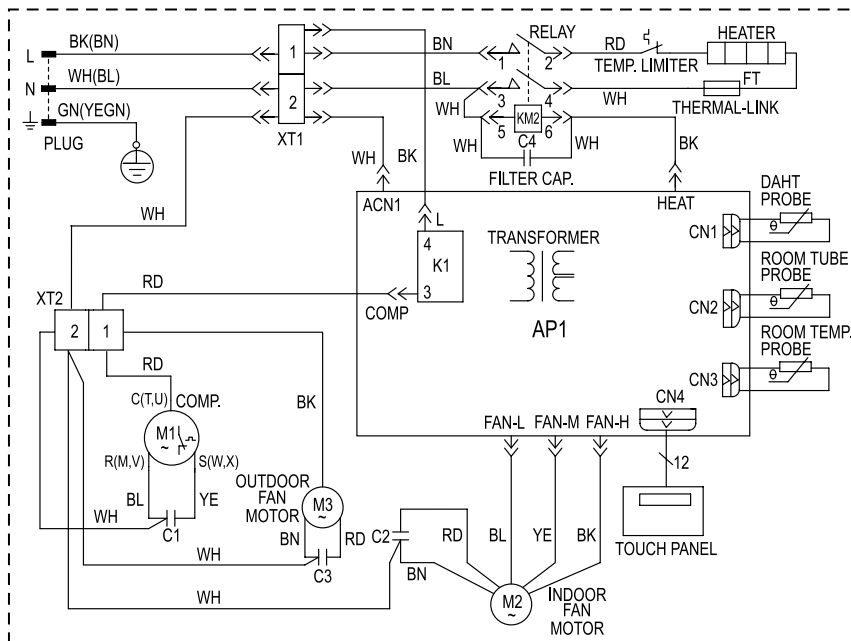 BK(BN)
L
WH(BL)
N
GN(YEGN)
PLUG
1
2
XT1
BN
BL
RELAY
1
2
3
4
5
6
KM2
C4
FILTER CAP.
WH
WH
WH
WH
RD
TEMP. LIMITER
HEATER
FT
THERMAL-LINK
WH
BK
BK
WH
ACN1
HEAT
L
4
K1
3
COMP
TRANSFORMER
AP1
CN1
DAHT
PROBE
θ
CN2
ROOM TUBE
PROBE
θ
CN3
ROOM TEMP.
PROBE
θ
CN4
12
TOUCH PANEL
FAN-L
FAN-M
FAN-H
WH
RD
XT2
2
1
RD
C(T,U)
COMP.
M1
~
R(M,V)
S(W,X)
BL
YE
C1
WH
BK
OUTDOOR
FAN
MOTOR
M3
~
BN
RD
C3
WH
WH
C2
RD
BN
BL
YE
BK
M2
~
INDOOR
FAN
MOTOR